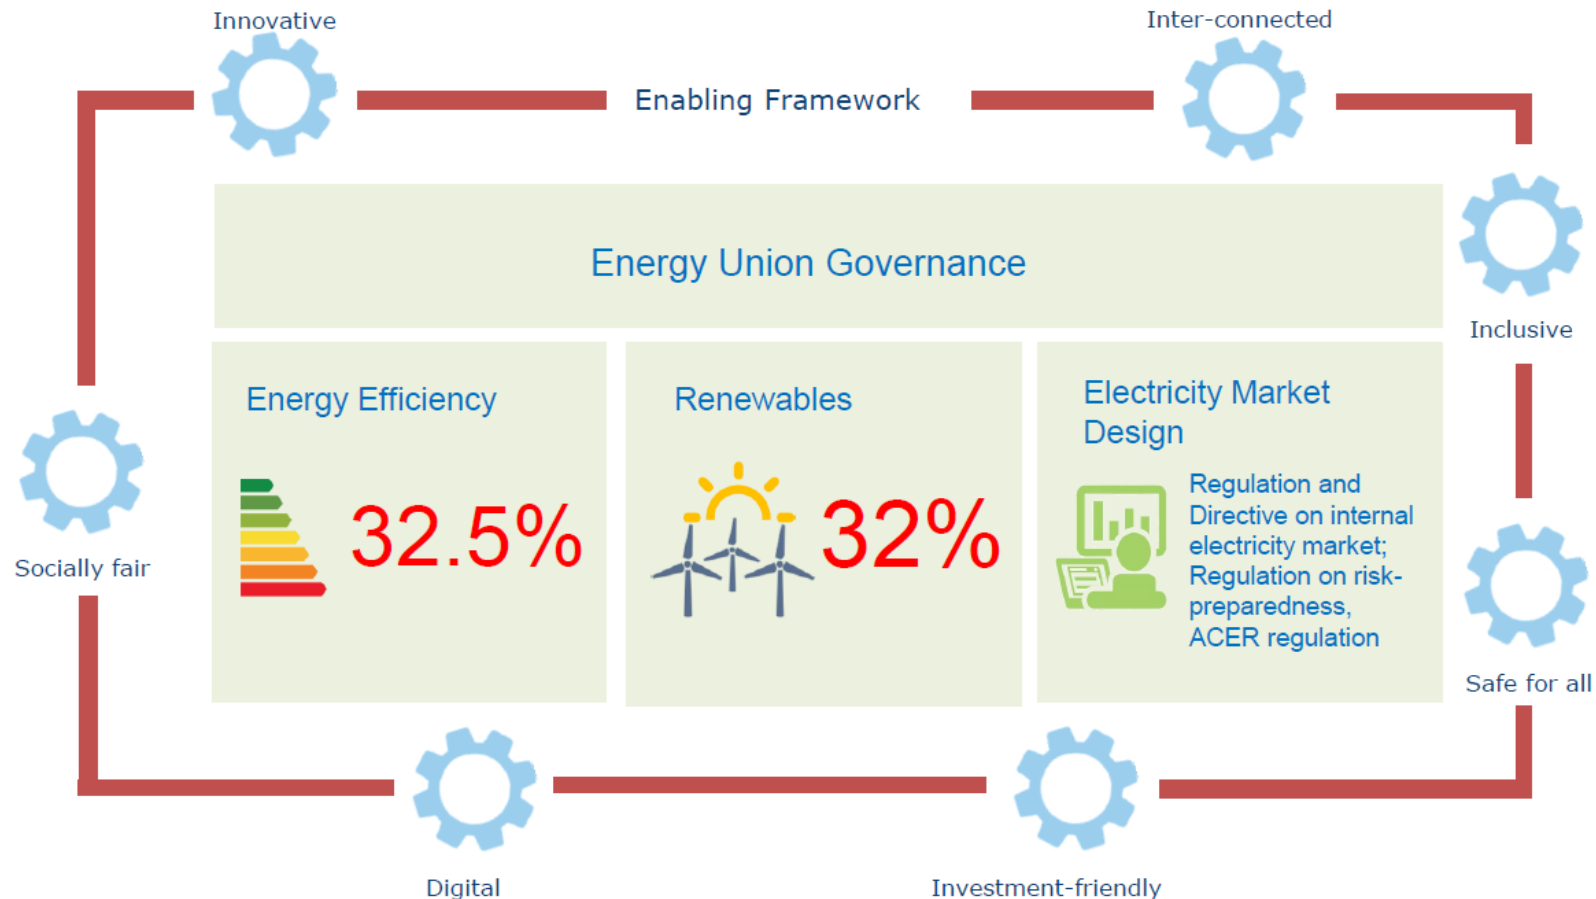 Innovative
Inter-connected
Enabling Framework
Energy Union Governance
Inclusive
Energy Efficiency
32.5%
Renewables
32%
Electricity Market
Design
Regulation and
Directive on internal
electricity market;
Regulation on risk-
preparedness,
ACER regulation
Socially fair
Safe for all
Digital
Investment-friendly